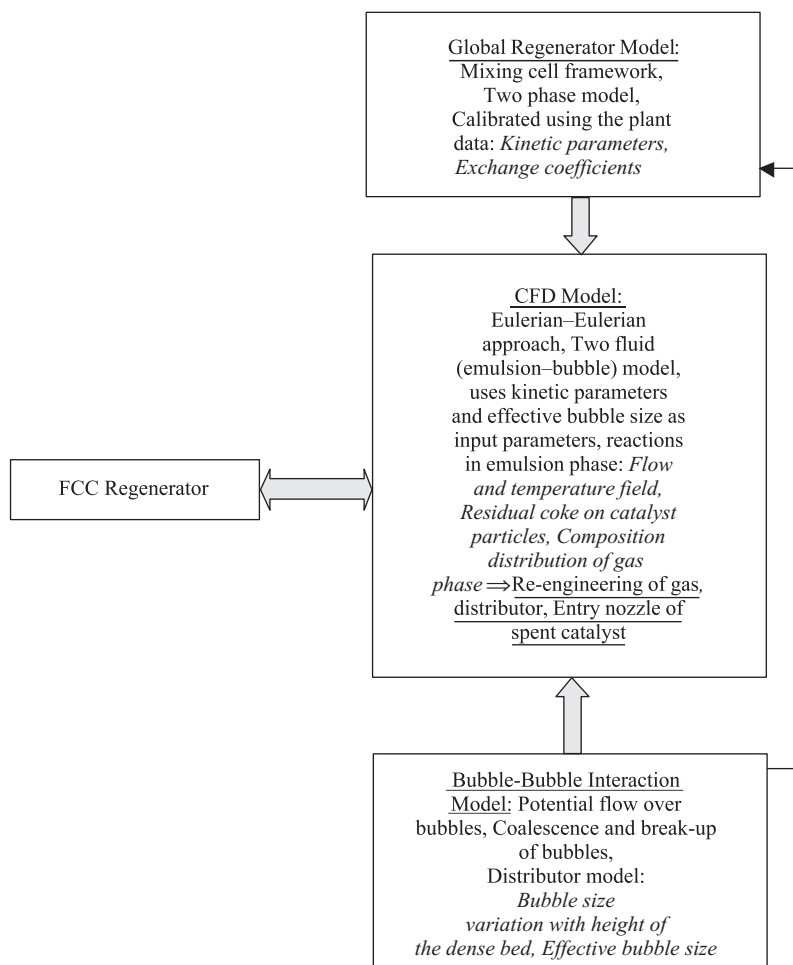 Global Regenerator Model:
Mixing cell framework,
Two phase model,
Calibrated using the plant
data: Kinetic parameters,
Exchange coefficients
CFD Model:
Eulerian–Eulerian
approach, Two fluid
(emulsion–bubble) model,
uses kinetic parameters
and effective bubble size as
input parameters, reactions
in emulsion phase: Flow
and temperature field,
Residual coke on catalyst
particles, Composition
distribution of gas
phase ⇒ Re-engineering of gas,
distributor, Entry nozzle of
spent catalyst
FCC Regenerator
Bubble-Bubble Interaction
Model: Potential flow over
bubbles, Coalescence and break-up
of bubbles,
Distributor model:
Bubble size
variation with height of
the dense bed, Effective bubble size